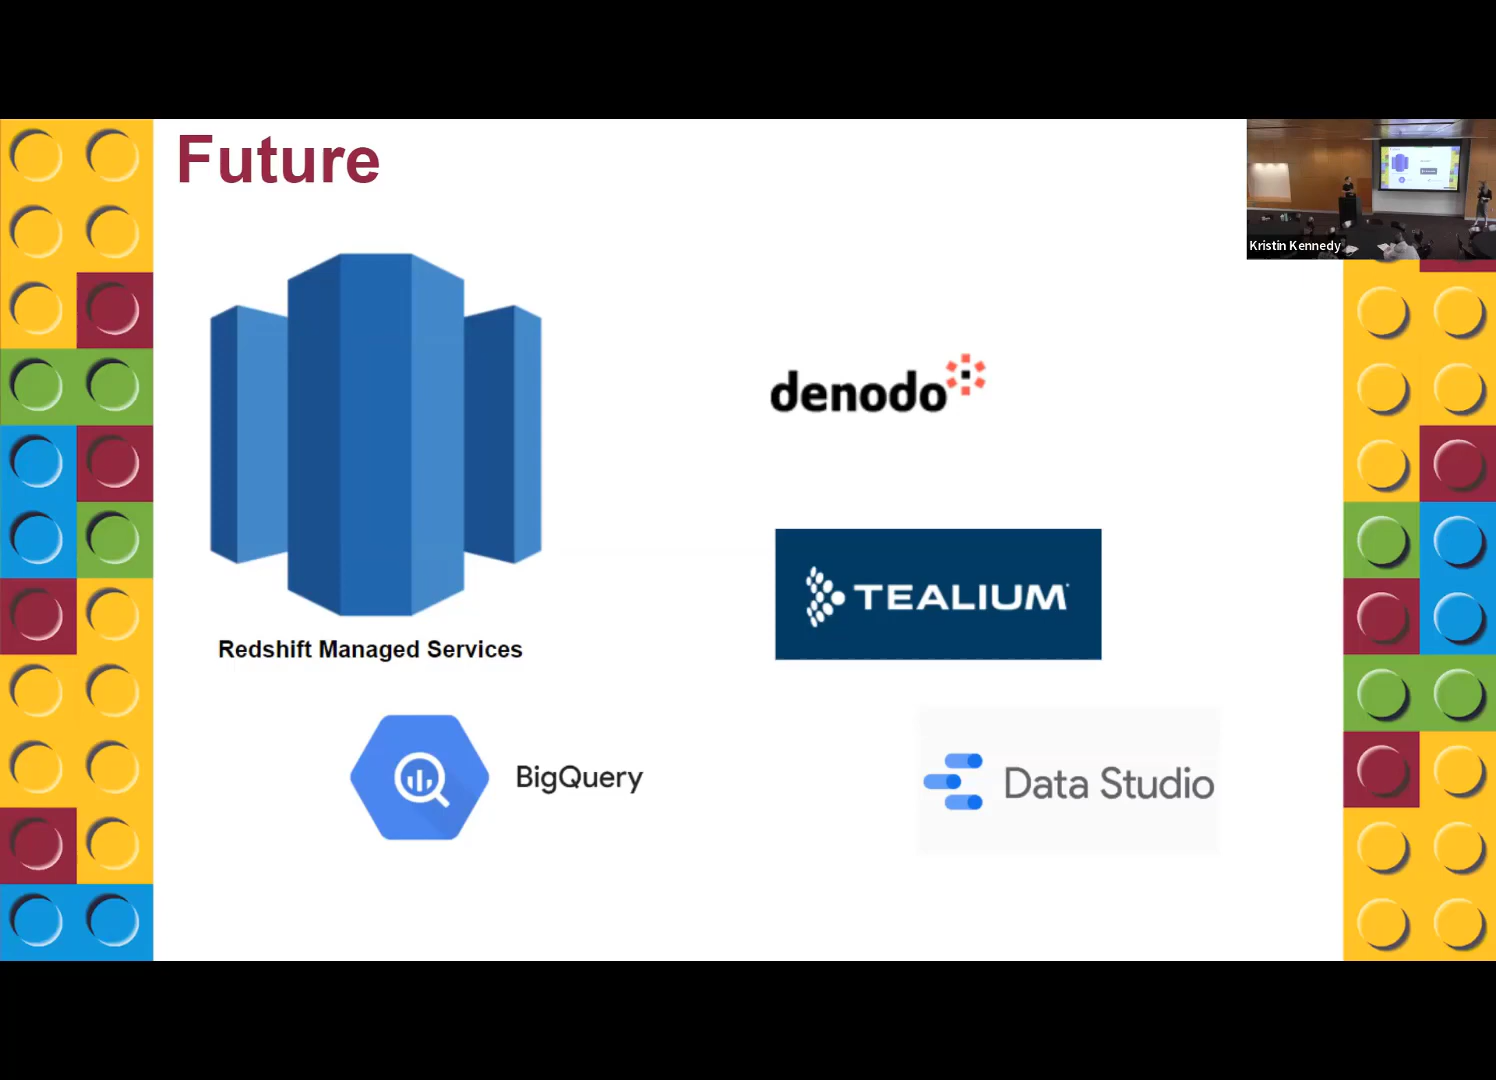 Future
Kristin Kennedy
denodo
TEALIUM
Redshift Managed Services
BigQuery
Data Studio